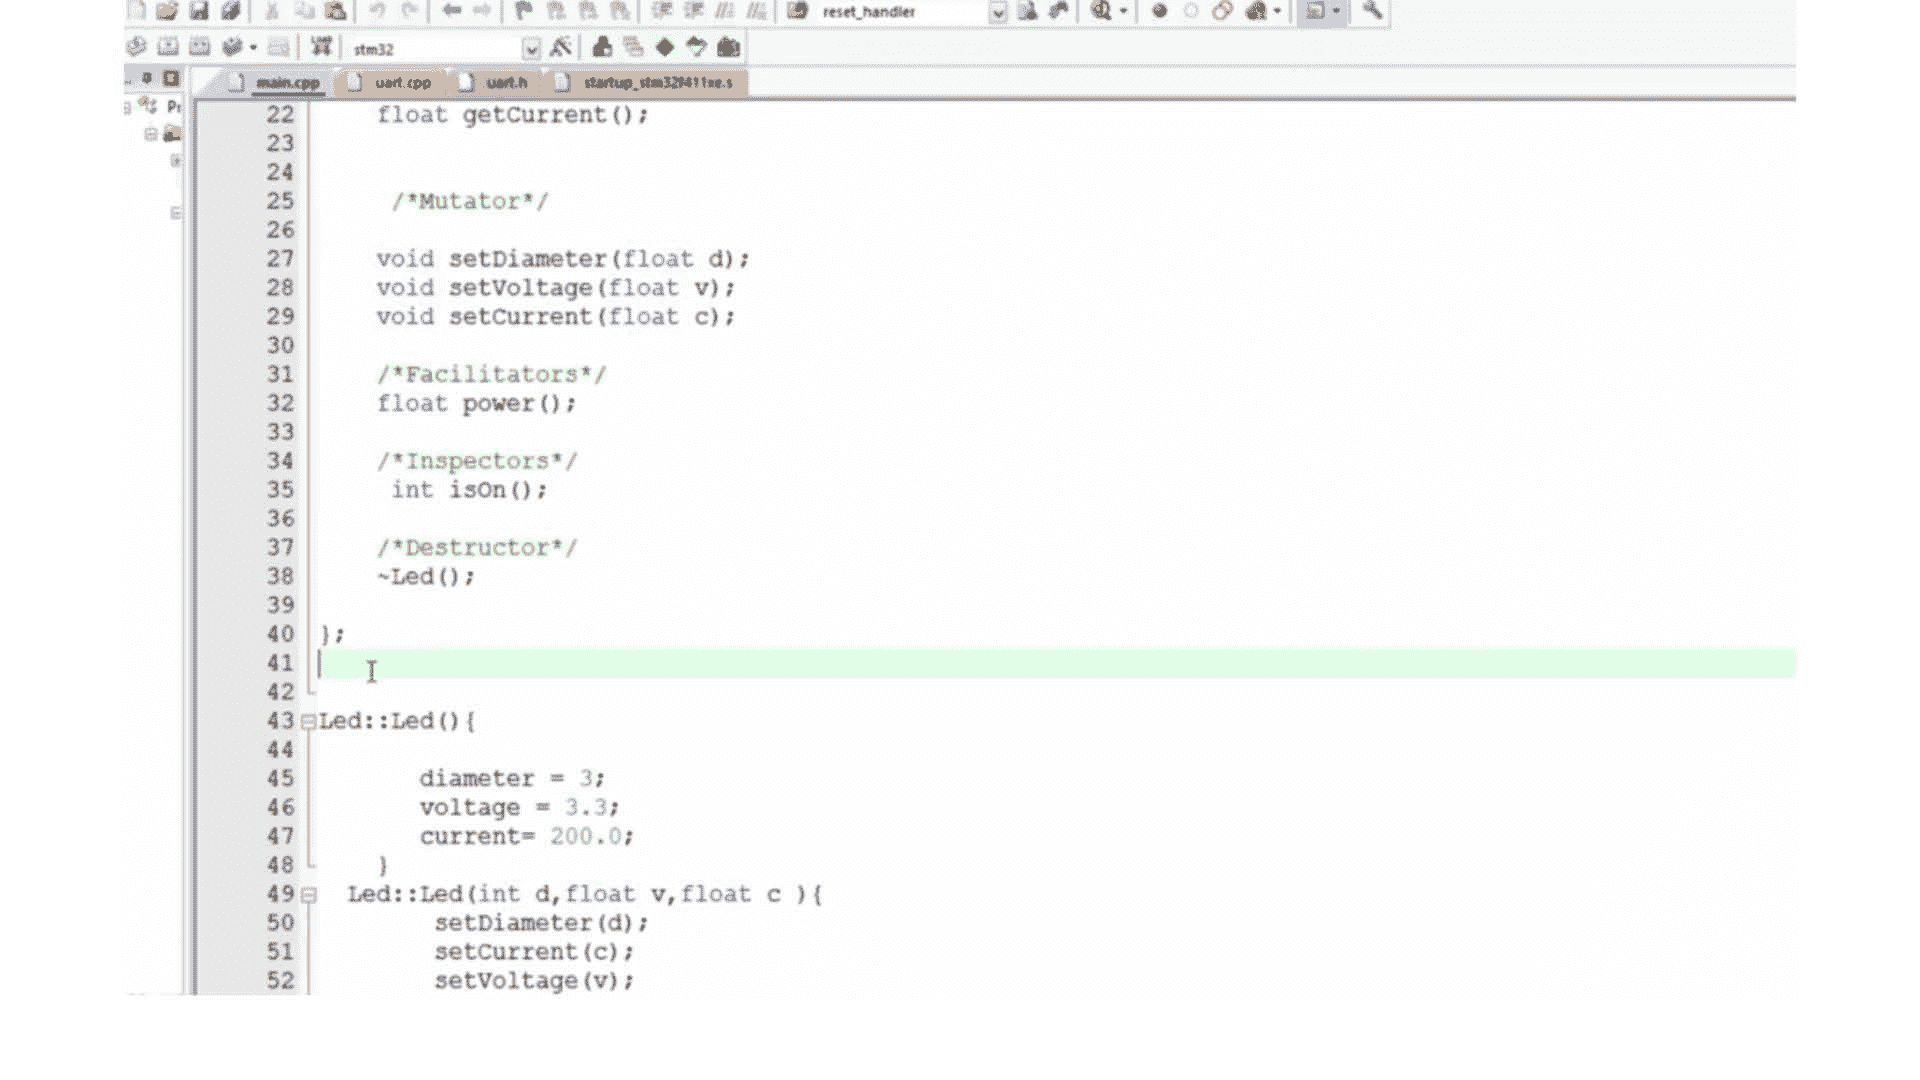 reset_handler
stm32
main.cpp uart.cpp uart.h startup_stm32f411xe.s
Pr
22 float getCurrent();
23
24
25 /*Mutator*/
26
27 void setDiameter(float d);
28 void setVoltage(float v);
29 void setCurrent(float c);
30
31 /*Facilitators*/
32 float power();
33
34 /*Inspectors*/
35 int isOn();
36
37 /*Destructor*/
38 ~Led();
39
40 };
41
42
43 Led::Led(){
44
45 diameter = 3;
46 voltage = 3.3;
47 current= 200.0;
48 }
49 Led::Led(int d,float v,float c ){
50 setDiameter(d);
51 setCurrent(c);
52 setVoltage(v);